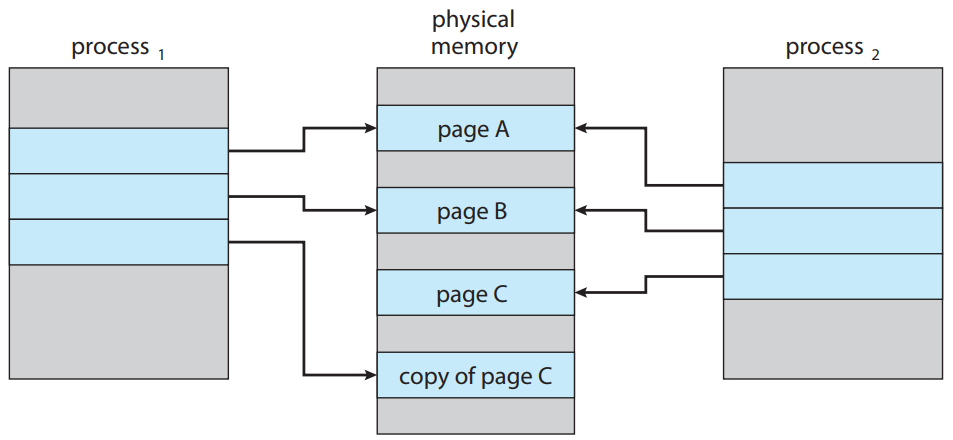 process 1
physical
memory
process 2
page A
page B
page C
copy of page C